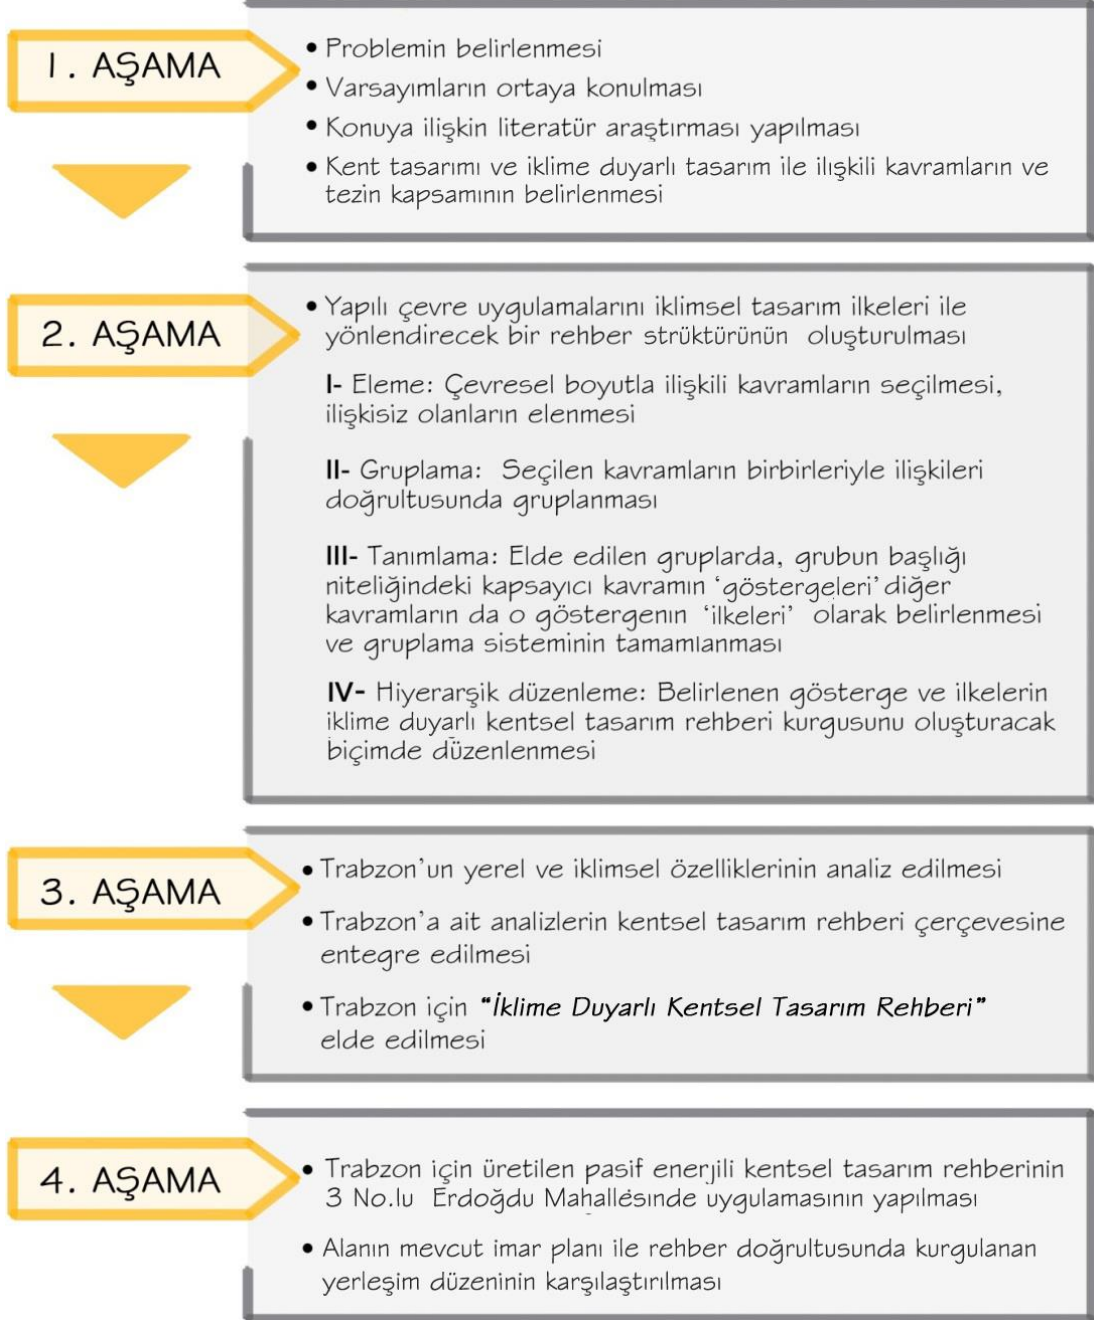 1. AŞAMA
• Problemin belirlenmesi
• Varsayımların ortaya konulması
• Konuya ilişkin literatür araştırması yapılması
• Kent tasarımı ve iklime duyarlı tasarım ile ilişkili kavramların ve
tezin kapsamının belirlenmesi
2. AŞAMA
• Yapılı çevre uygulamalarını iklimsel tasarım ilkeleri ile
yönlendirecek bir rehber strüktürünün oluşturulması
I- Eleme: Çevresel boyutla ilişkili kavramların seçilmesi,
ilişkisiz olanların elenmesi
II- Gruplama: Seçilen kavramların birbirleriyle ilişkileri
doğrultusunda gruplanması
III- Tanımlama: Elde edilen gruplarda, grubun başlığı
niteliğindeki kapsayıcı kavramın ‘göstergeleri’ diğer
kavramların da o göstergenin ‘ilkeleri’ olarak belirlenmesi
ve gruplama sisteminin tamamlanması
IV- Hiyerarşik düzenleme: Belirlenen gösterge ve ilkelerin
iklime duyarlı kentsel tasarım rehberi kurgusunu oluşturacak
biçimde düzenlenmesi
3. AŞAMA
• Trabzon’un yerel ve iklimsel özelliklerinin analiz edilmesi
• Trabzon’a ait analizlerin kentsel tasarım rehberi çerçevesine
entegre edilmesi
• Trabzon için “İklime Duyarlı Kentsel Tasarım Rehberi”
elde edilmesi
4. AŞAMA
• Trabzon için üretilen pasif enerjili kentsel tasarım rehberinin
3 No.lu Erdoğdu Mahallesinde uygulamasının yapılması
• Alanın mevcut imar planı ile rehber doğrultusunda kurgulanan
yerleşim düzeninin karşılaştırılması